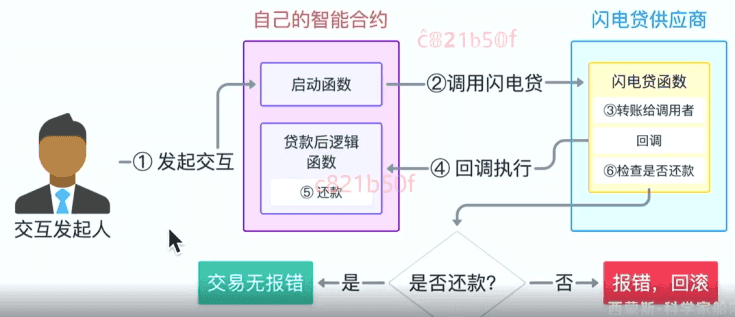 自己的智能合约
闪电贷供应商
c821b50f
启动函数
②调用闪电贷
闪电贷函数
③转账给调用者
回调
⑥检查是否还款
① 发起交互
贷款后逻辑
函数
⑤ 还款
④ 回调执行
c821b50f
交互发起人
交易无报错
是
是否还款?
否
报错，回滚
西蒙斯-科学家船